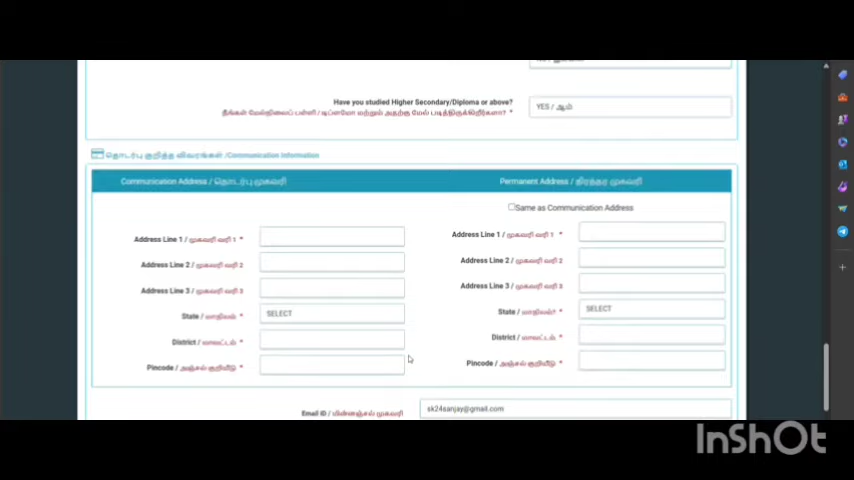 Have you studied Higher Secondary/Diploma or above?
நீங்கள் மேல்நிலைப் பள்ளி / டிப்ளமோ மற்றும் அதற்கு மேல் படித்திருக்கிறீர்களா? *
YES / ஆம்
தொடர்பு குறித்த விவரங்கள் /Communication Information
Communication Address / தொடர்பு முகவரி
Permanent Address / நிரந்தர முகவரி
Same as Communication Address
Address Line 1 / முகவரி வரி 1 *
Address Line 1 / முகவரி வரி 1 *
Address Line 2 / முகவரி வரி 2
Address Line 2 / முகவரி வரி 2
Address Line 3 / முகவரி வரி 3
Address Line 3 / முகவரி வரி 3 *
State / மாநிலம் *
SELECT
State / மாநிலம்? *
SELECT
District / மாவட்டம் *
District / மாவட்டம் *
Pincode / அஞ்சல் குறியீடு *
Pincode / அஞ்சல் குறியீடு *
Email ID / மின்னஞ்சல் முகவரி
sk24sanjay@gmail.com
InShOt